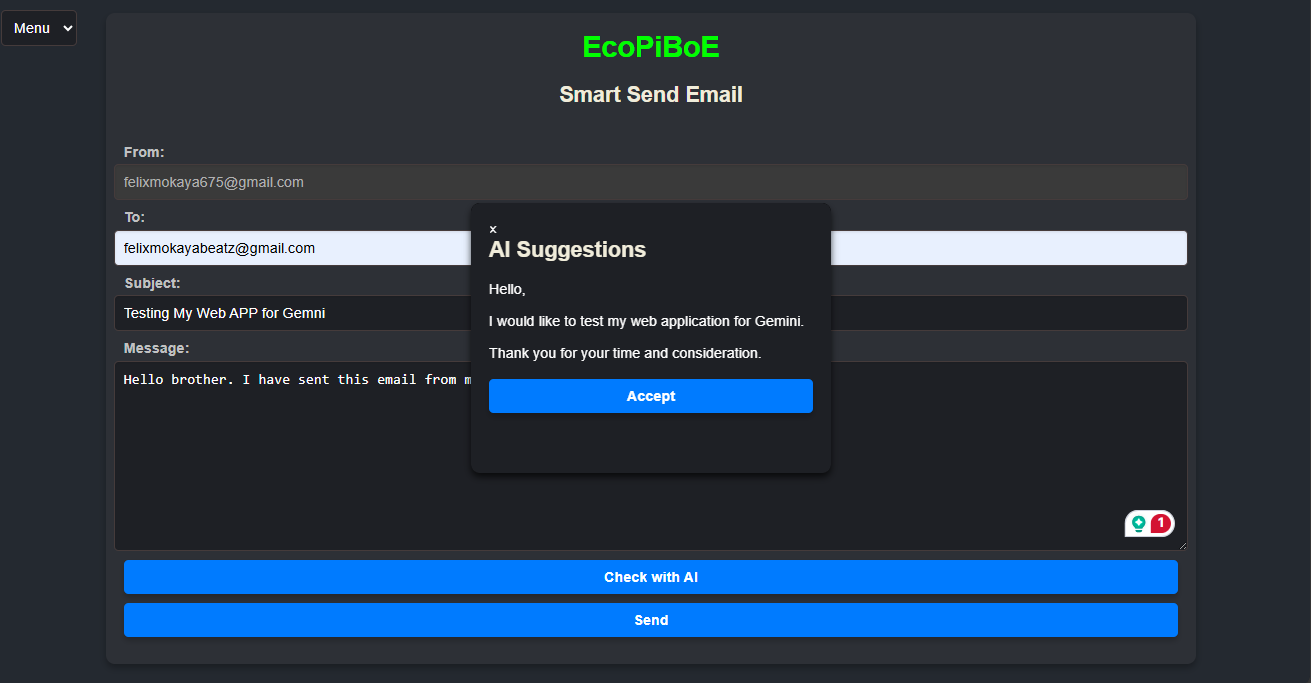 Menu
EcoPiBoE
Smart Send Email
From:
felixmokaya675@gmail.com
To:
felixmokayabeatz@gmail.com
Subject:
Testing My Web APP for Gemni
Message:
Hello brother. I have sent this email from
x
AI Suggestions
Hello,
I would like to test my web application for Gemini.
Thank you for your time and consideration.
Accept
1
Check with AI
Send